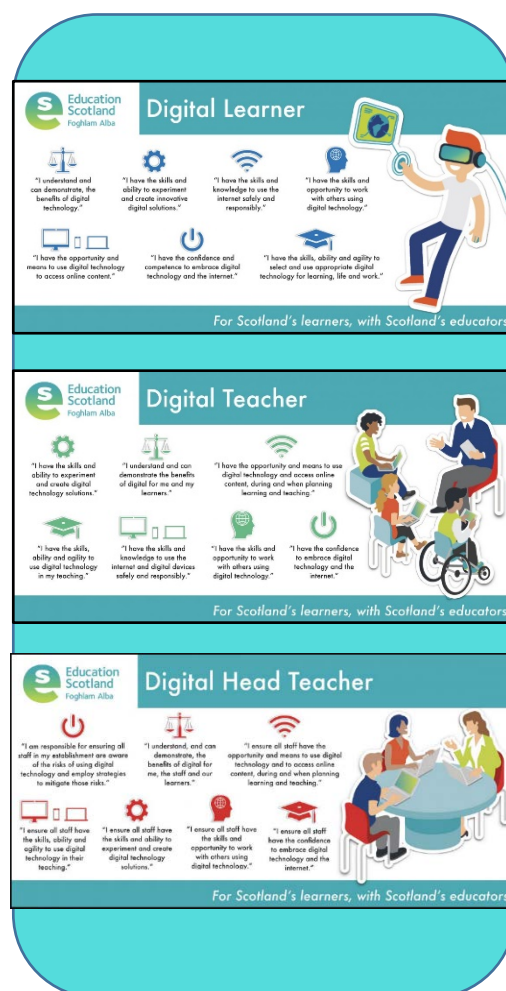 Education
Scotland
Foghlam Alba
Digital Learner
"I understand and
can demonstrate, the
benefits of digital
technology."
"I have the skills and
ability to experiment
and create innovative
digital solutions."
"I have the skills and
knowledge to use the
internet safely and
responsibly."
"I have the skills and
opportunity to work
with others using
digital technology."
"I have the opportunity and
means to use digital technology
to access online content."
"I have the confidence and
competence to embrace digital
technology and the internet."
"I have the skills, ability and agility to
select and use appropriate digital
technology for learning, life and work."
For Scotland's learners, with Scotland's educators
Education
Scotland
Foghlam Alba
Digital Teacher
"I have the skills and
ability to experiment
and create digital
technology solutions."
"I understand and can
demonstrate the benefits
of digital for me and my
learners."
"I have the opportunity and means to use
digital technology and access online
content, during and when planning
learning and teaching."
"I have the skills,
ability and agility to
use digital technology
in my teaching."
"I have the skills and
knowledge to use the
internet and digital devices
safely and responsibly."
"I have the skills and
opportunity to work
with others using
digital technology."
"I have the confidence
to embrace digital
technology and the
internet."
For Scotland's learners, with Scotland's educators
Education
Scotland
Foghlam Alba
Digital Head Teacher
"I am responsible for ensuring all
staff in my establishment are aware
of the risks of using digital
technology and employ strategies
to mitigate those risks."
"I understand, and can
demonstrate, the
benefits of digital for
me, the staff and our
learners."
"I ensure all staff have the
opportunity and means to use digital
technology and to access online
content, during and when planning
learning and teaching."
"I ensure all staff have
the skills, ability and
agility to use digital
technology in their
teaching."
"I ensure all staff have
the skills and ability to
experiment and create
digital technology
solutions."
"I ensure all staff have
the skills and
opportunity to work
with others using
digital technology."
"I ensure all staff
have the confidence
to embrace digital
technology and the
internet."
For Scotland's learners, with Scotland's educators